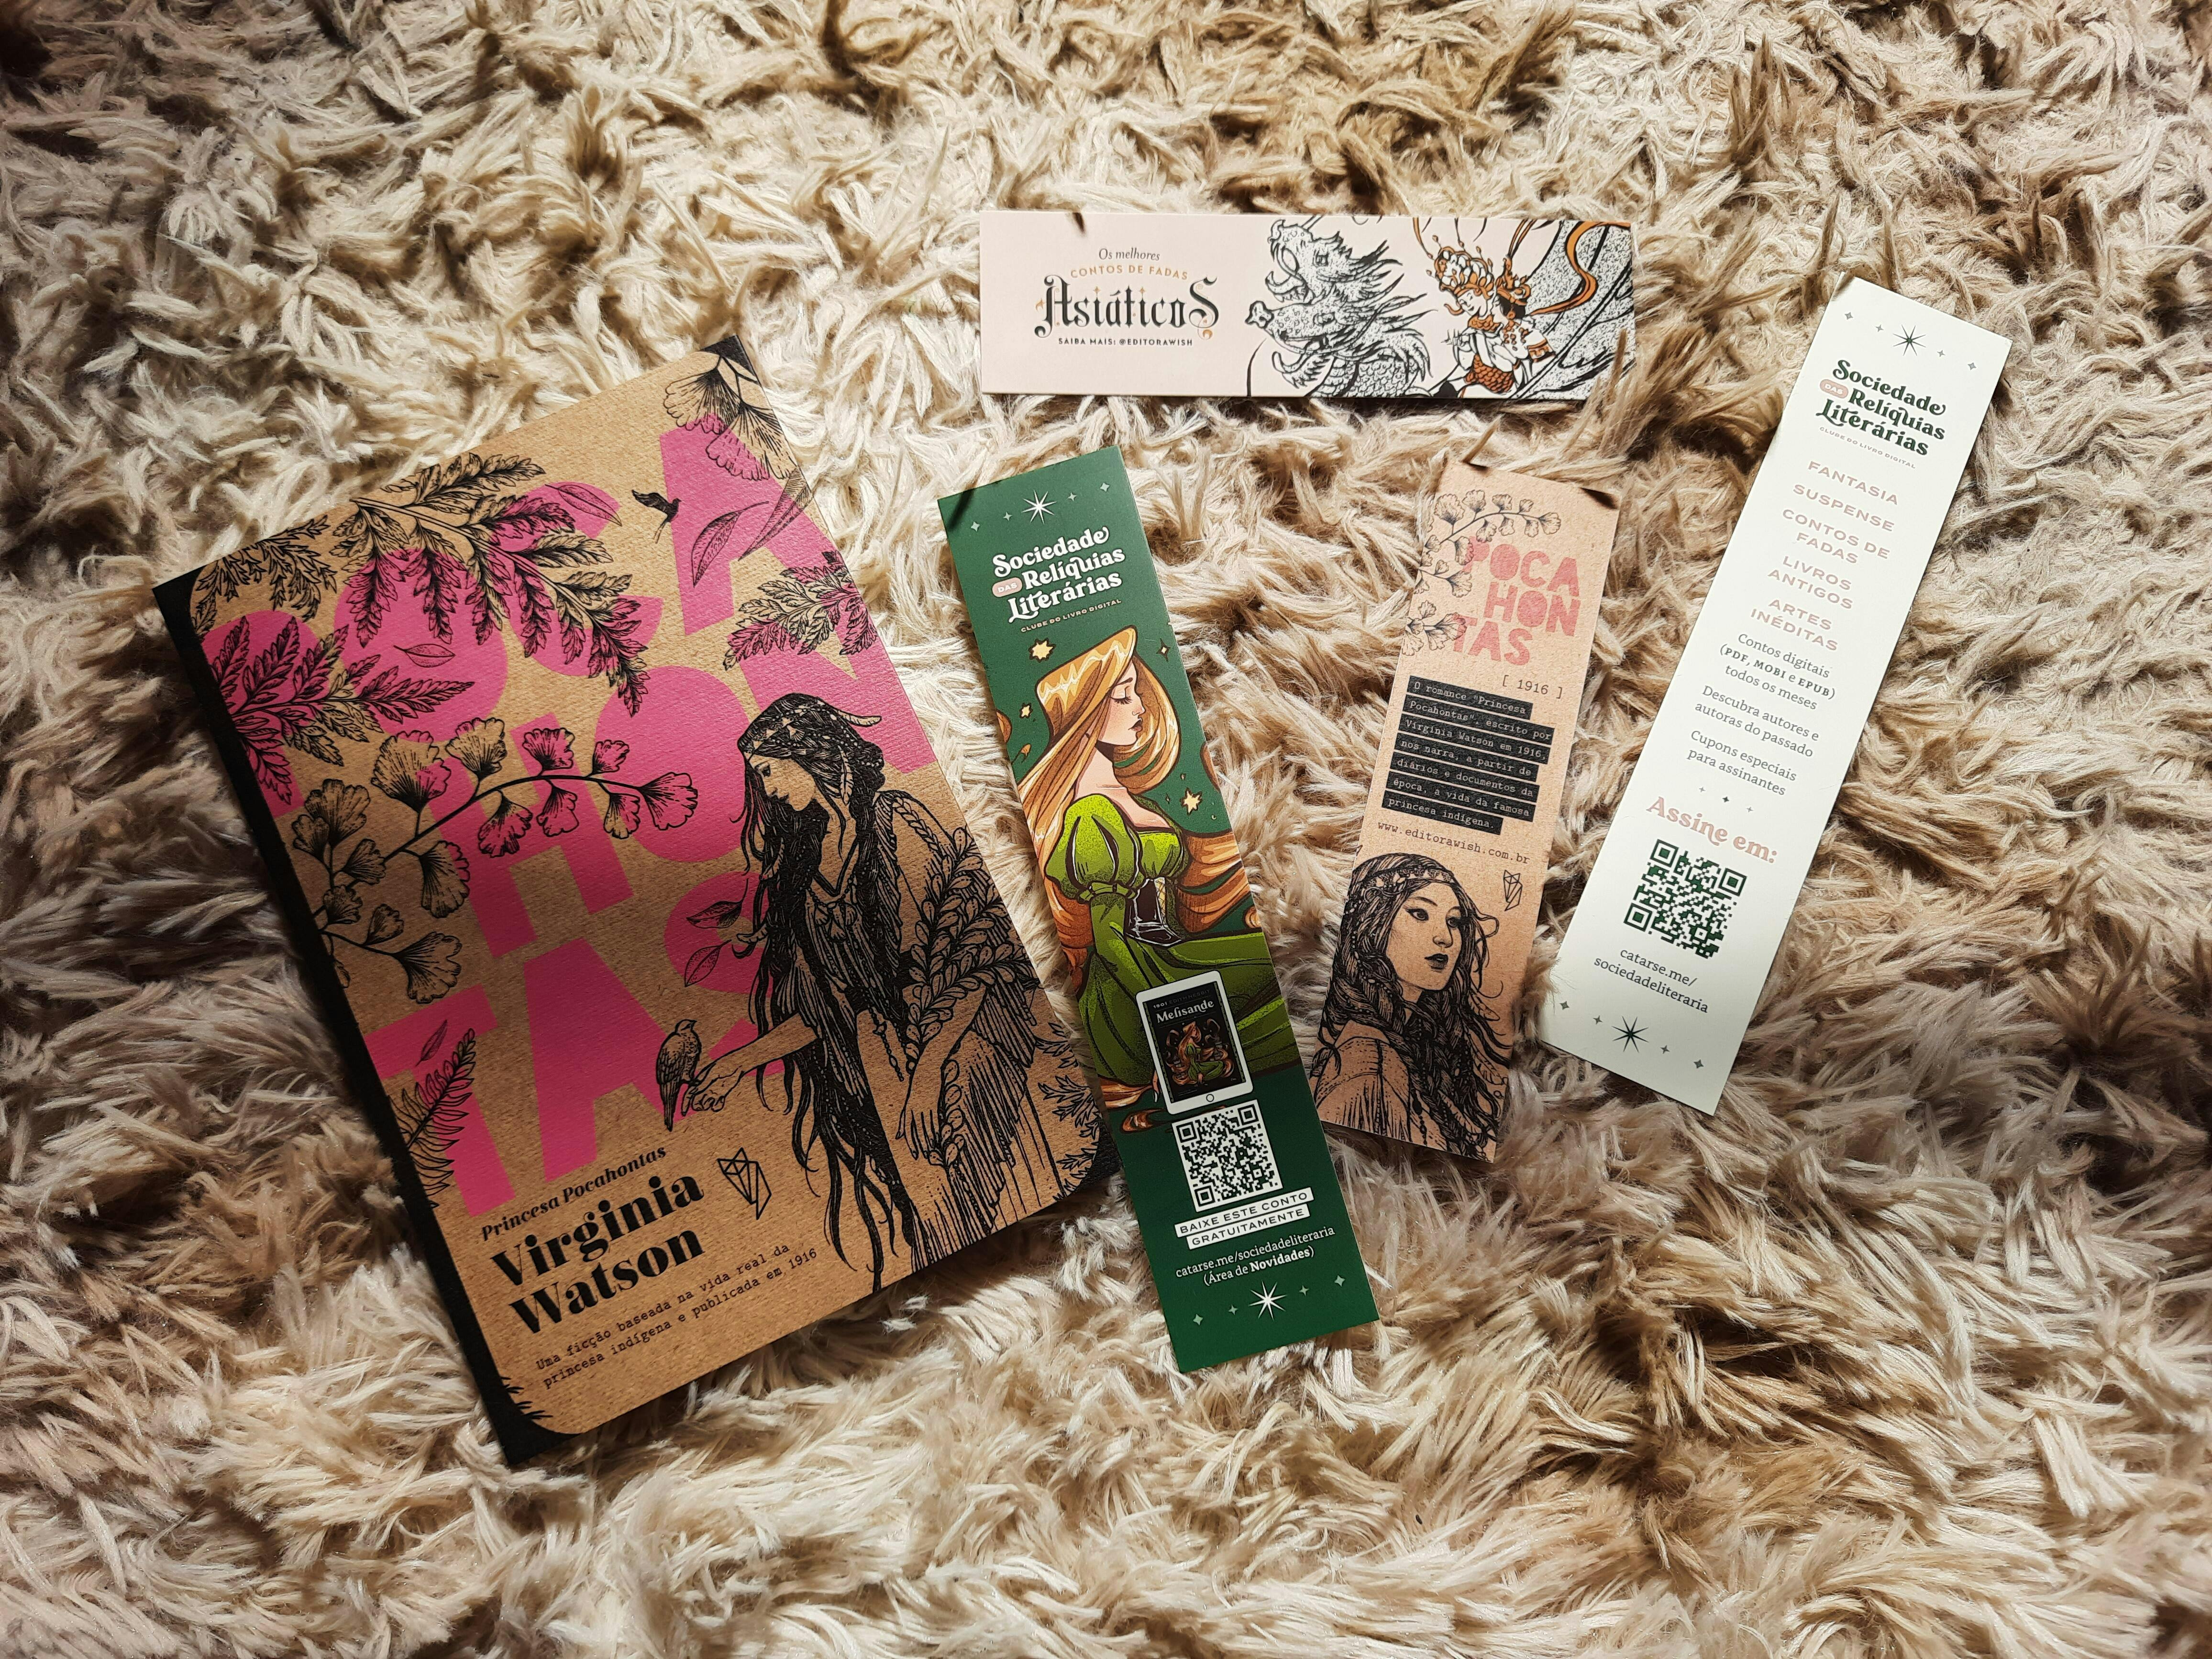 POCA
HON
TAS
Princesa Pocahontas
Virginia
Watson
Uma ficção baseada na vida real da
princesa indígena e publicada em 1916
Os melhores
CONTOS DE FADAS
Asiáticos
SAIBA MAIS: @EDITORAWISH
Sociedade
DAS Relíquias
Literárias
CLUBE DO LIVRO DIGITAL
1901
Melisande
BAIXE ESTE CONTO
GRATUITAMENTE
catarse.me/sociedadeliteraria
(Área de Novidades)
POCA
HON
TAS
[ 1916 ]
O romance "Princesa
Pocahontas", escrito por
Virginia Watson em 1916,
nos narra, a partir de
diários e documentos da
época, a vida da famosa
princesa indígena.
www.editorawish.com.br
Sociedade
DAS Relíquias
Literárias
CLUBE DO LIVRO DIGITAL
FANTASIA
SUSPENSE
CONTOS DE
FADAS
LIVROS
ANTIGOS
ARTES
INÉDITAS
Contos digitais
(PDF, MOBI e EPUB)
todos os meses
Descubra autores e
autoras do passado
Cupons especiais
para assinantes
Assine em:
catarse.me/
sociedadeliteraria